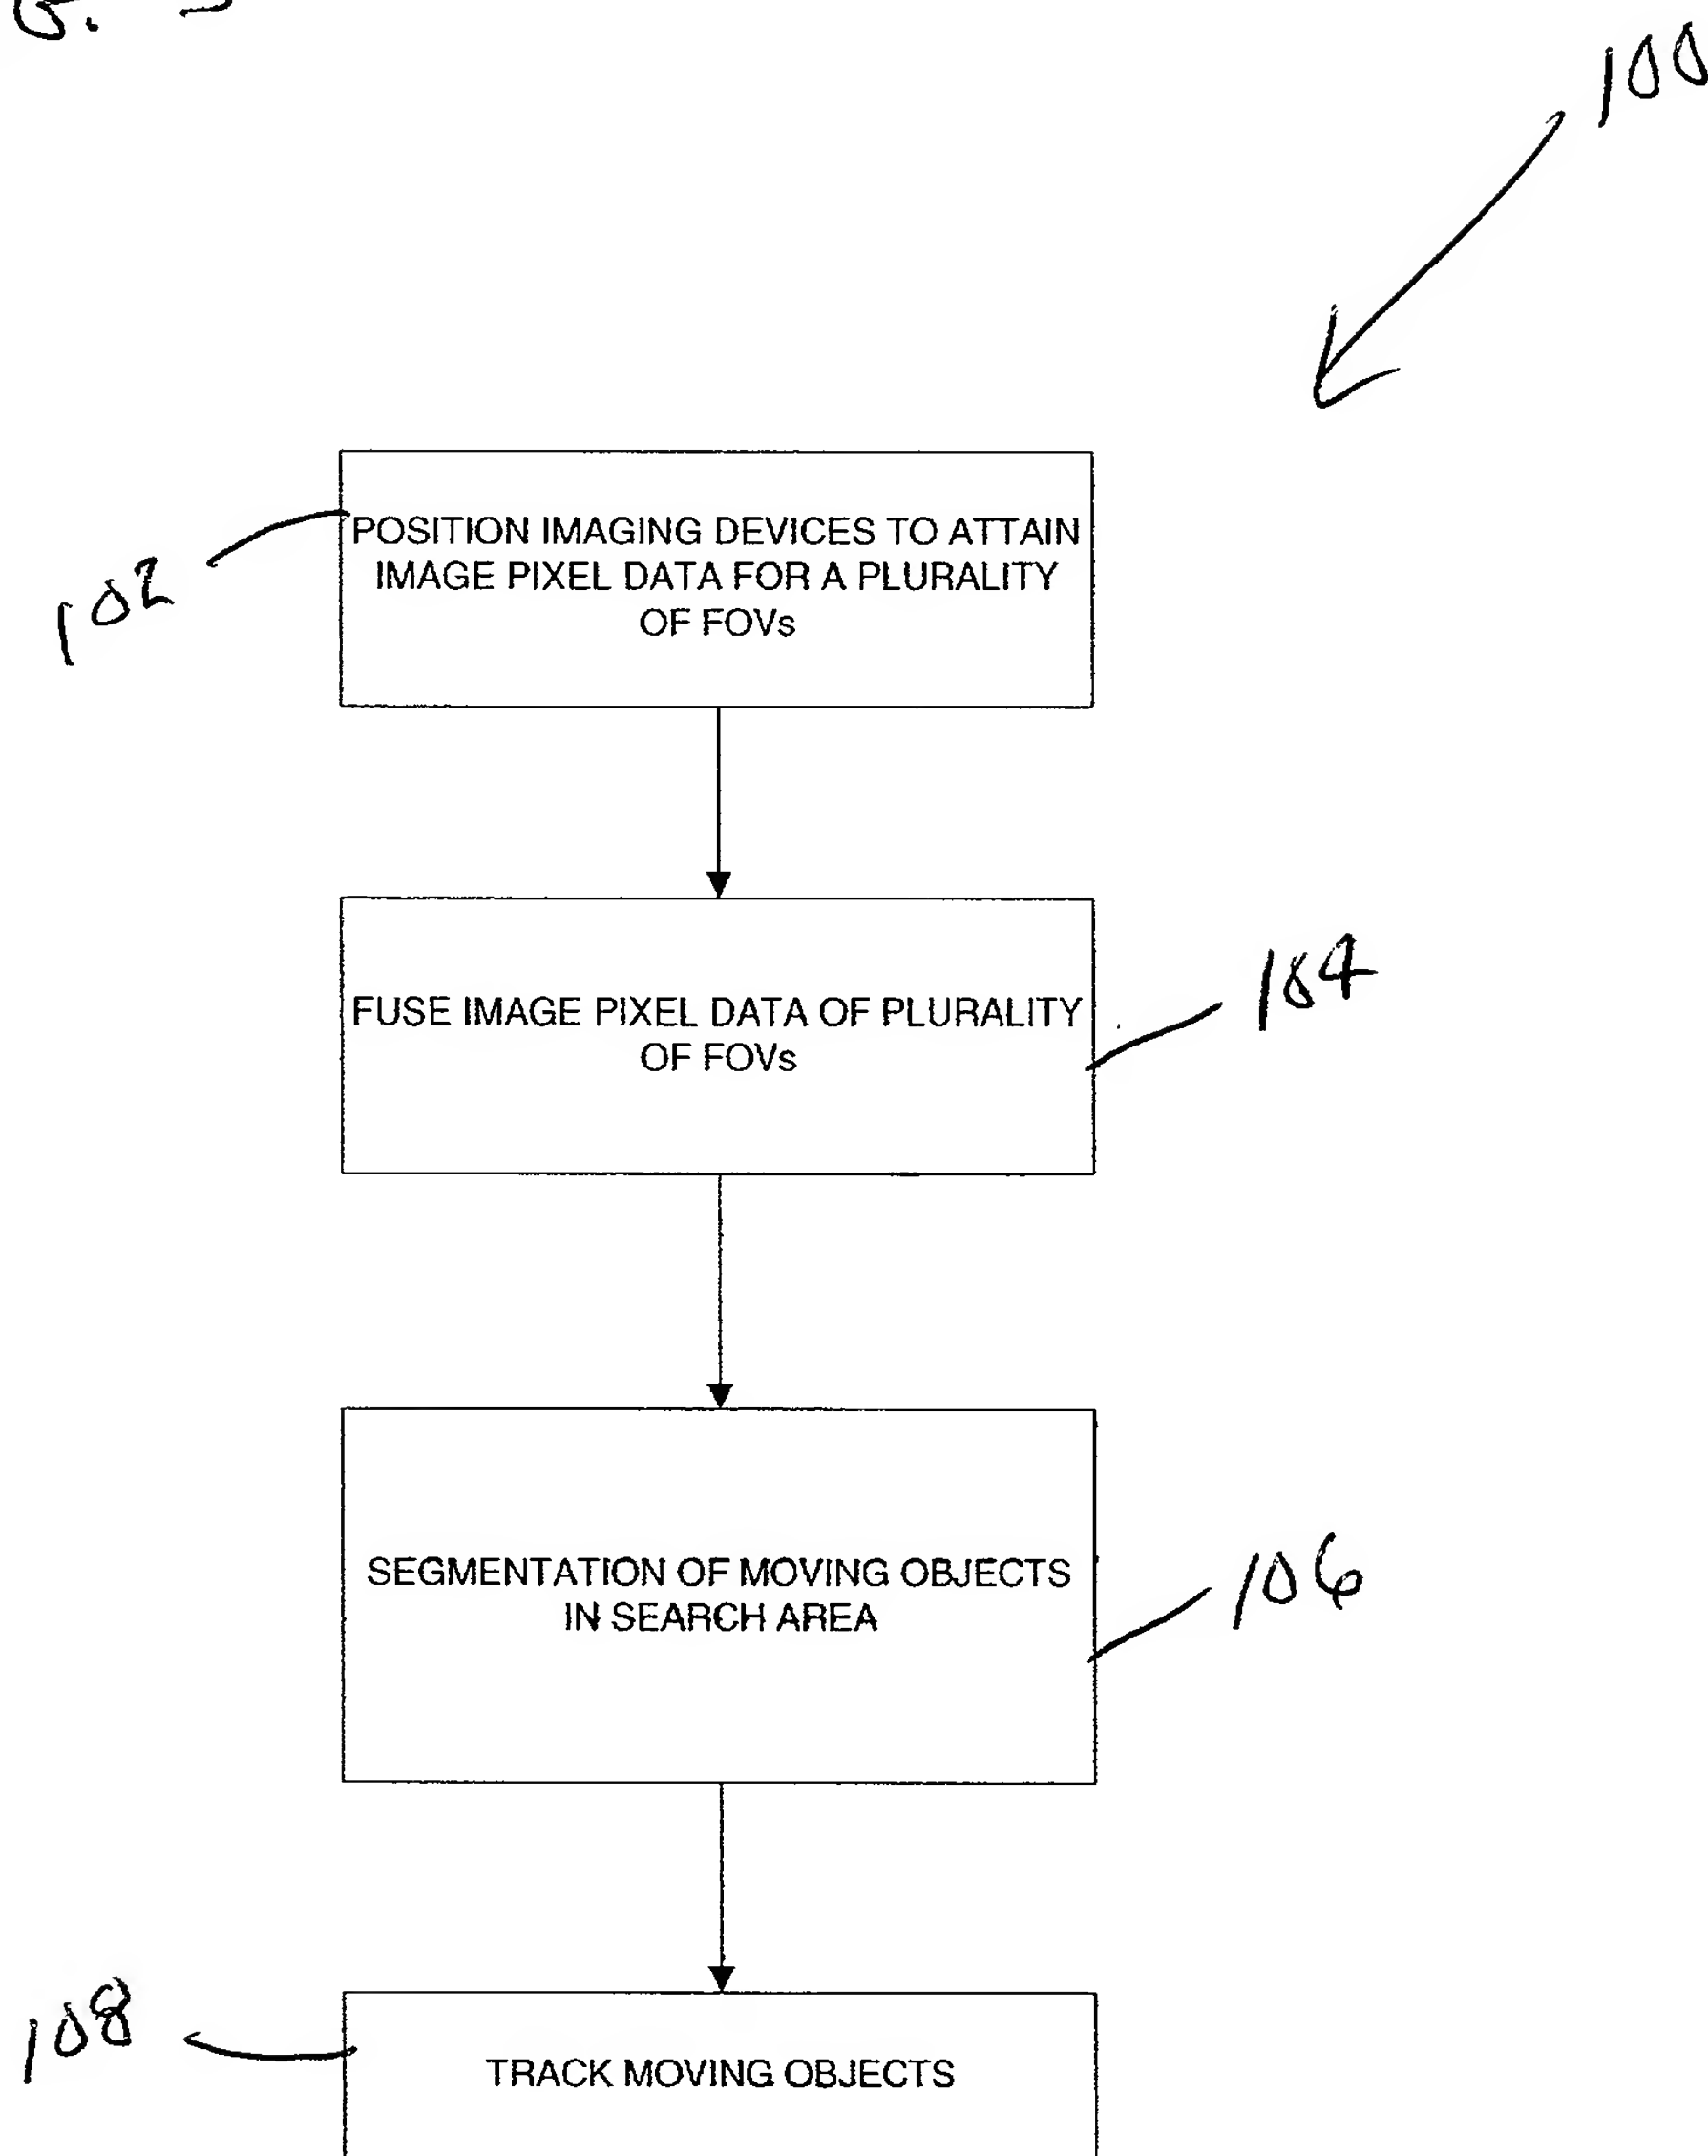 100
102
POSITION IMAGING DEVICES TO ATTAIN
IMAGE PIXEL DATA FOR A PLURALITY
OF FOVs
FUSE IMAGE PIXEL DATA OF PLURALITY
OF FOVs
104
SEGMENTATION OF MOVING OBJECTS
IN SEARCH AREA
106
108
TRACK MOVING OBJECTS